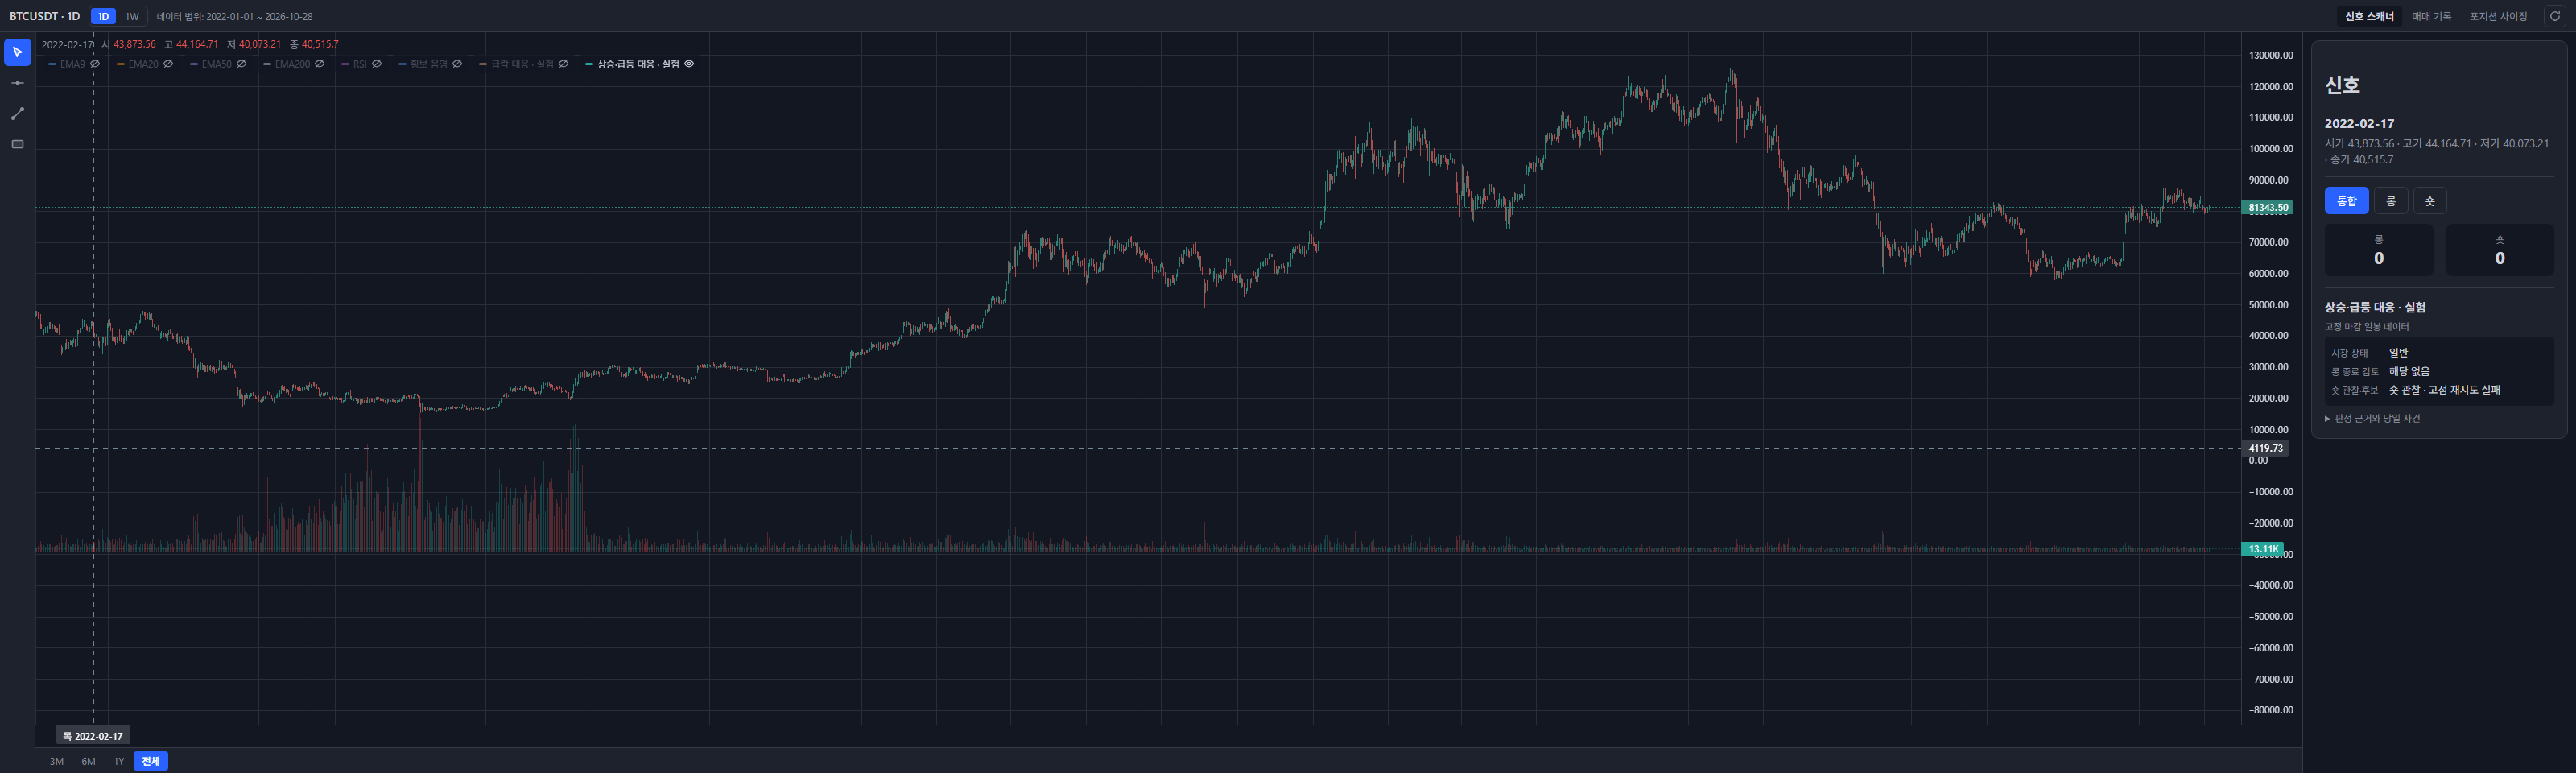 BTCUSDT · 1D 1D 1W 데이터 범위: 2022-01-01 ~ 2026-10-28 신호 스캐너 매매 기록 포지션 사이징
2022-02-17 시 43,873.56 고 44,164.71 저 40,073.21 종 40,515.7
EMA9 EMA20 EMA50 EMA200 RSI 횡보 음영 급락 대응 · 실험 상승·급등 대응 · 실험
130000.00
120000.00
110000.00
100000.00
90000.00
81343.50
70000.00
60000.00
50000.00
40000.00
30000.00
20000.00
10000.00
4119.73
0.00
−10000.00
−20000.00
13.11K
−40000.00
−50000.00
−60000.00
−70000.00
−80000.00
목 2022-02-17
3M 6M 1Y 전체
신호
2022-02-17
시가 43,873.56 · 고가 44,164.71 · 저가 40,073.21
· 종가 40,515.7
통합 롱 숏
롱 숏
0 0
상승·급등 대응 · 실험
고정 마감 일봉 데이터
시장 상태 일반
롱 종료 검토 해당 없음
숏 관찰·후보 숏 관찰 · 고점 재시도 실패
▶ 판정 근거와 당일 사건